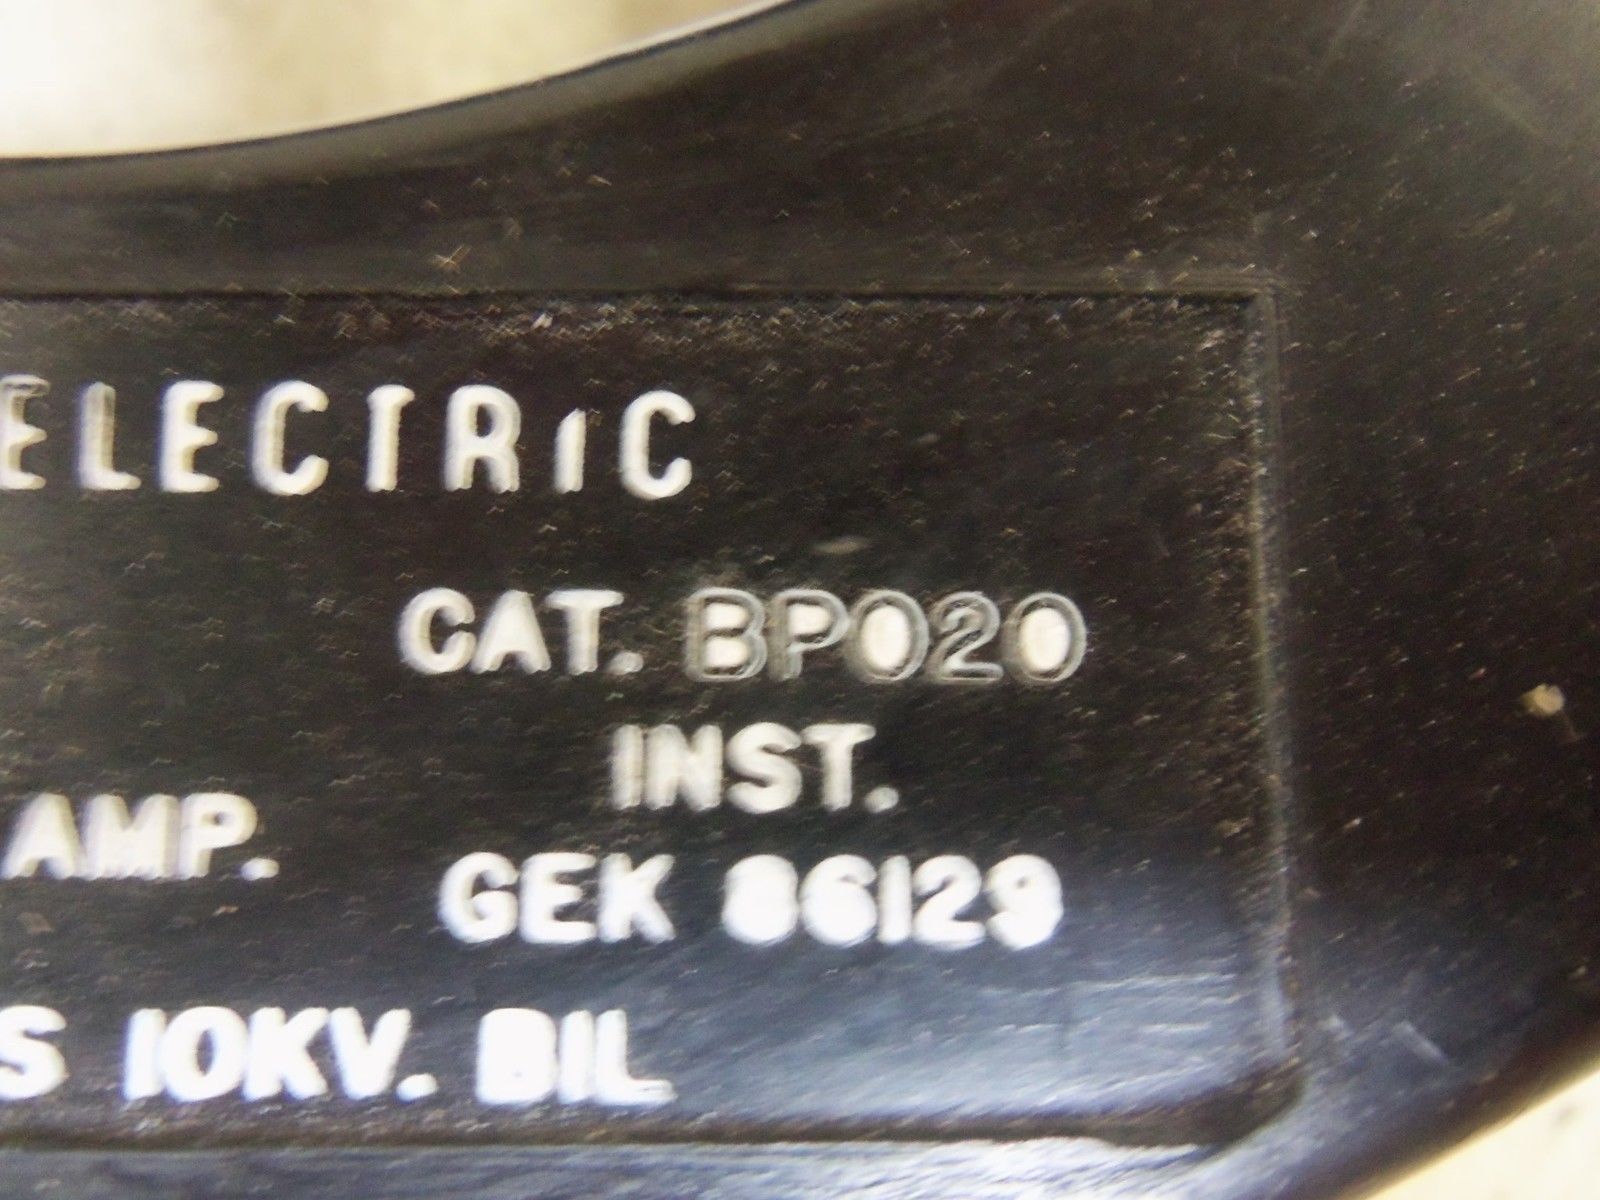 ELECTRIC
CAT. BP020
INST.
AMP. GEK 86129
S 10KV. BIL